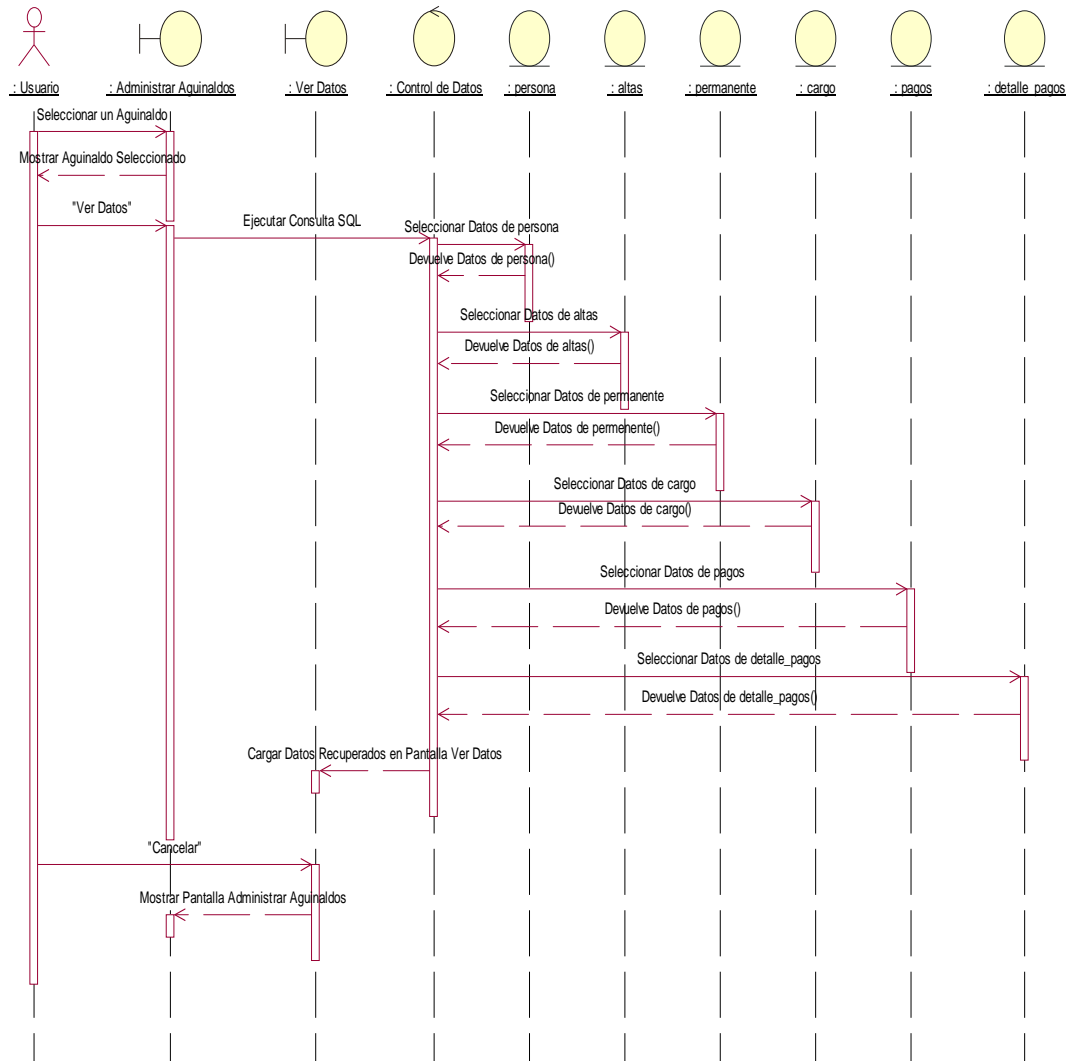 : Usuario
: Administrar Aguinaldos
: Ver Datos
: Control de Datos
: persona
: altas
: permanente
: cargo
: pagos
: detalle_pagos
Seleccionar un Aguinaldo
Mostrar Aguinaldo Seleccionado
"Ver Datos"
Ejecutar Consulta SQL
Seleccionar Datos de persona
Devuelve Datos de persona()
Seleccionar Datos de altas
Devuelve Datos de altas()
Seleccionar Datos de permanente
Devuelve Datos de permenente()
Seleccionar Datos de cargo
Devuelve Datos de cargo()
Seleccionar Datos de pagos
Devuelve Datos de pagos()
Seleccionar Datos de detalle_pagos
Devuelve Datos de detalle_pagos()
Cargar Datos Recuperados en Pantalla Ver Datos
"Cancelar"
Mostrar Pantalla Administrar Aguinaldos